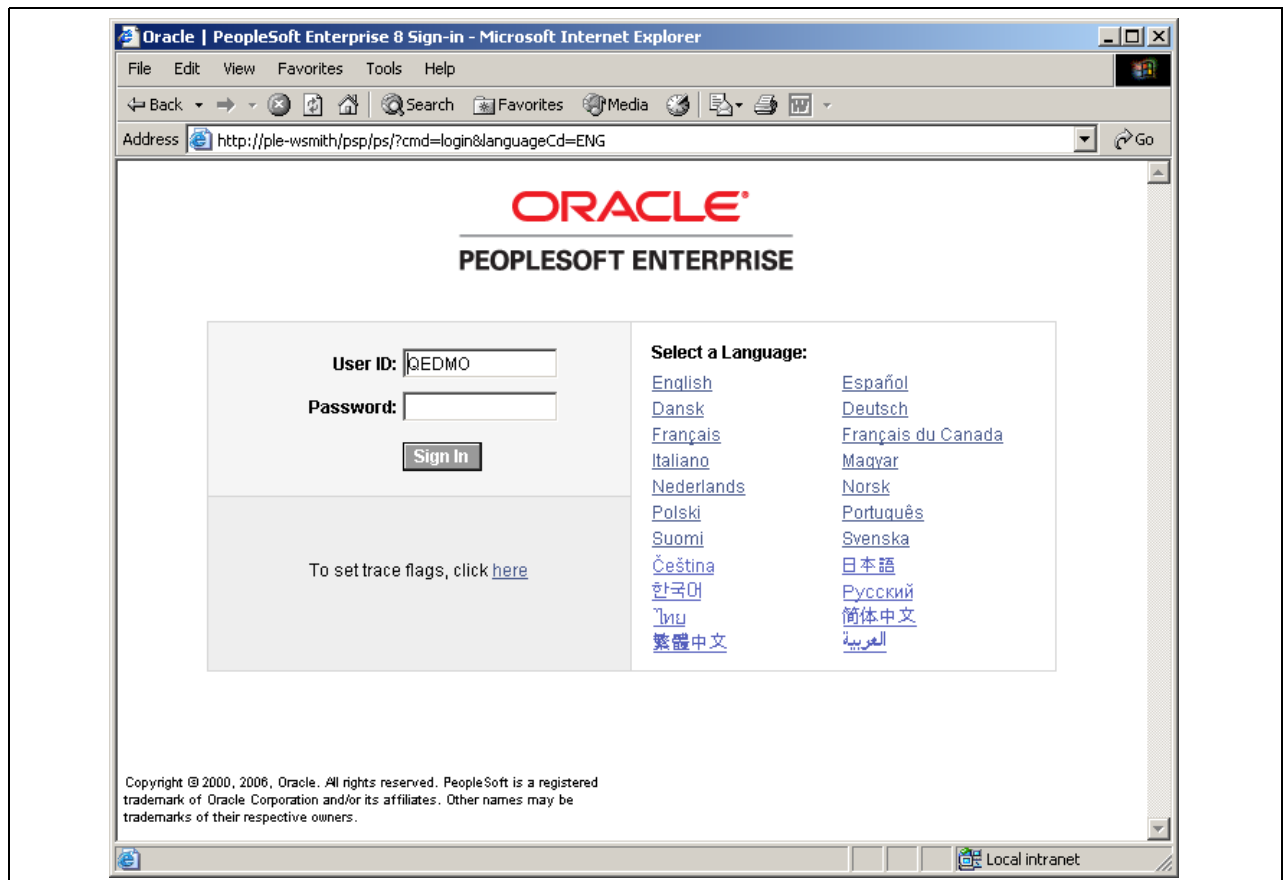 Oracle | PeopleSoft Enterprise 8 Sign-in - Microsoft Internet Explorer
File Edit View Favorites Tools Help
Back Search Favorites Media
Address http://ple-wsmith/psp/ps/?cmd=login&languageCd=ENG Go
ORACLE®
PEOPLESOFT ENTERPRISE
User ID: QEDMO
Password:
Sign In
To set trace flags, click here
Select a Language:
English Español
Dansk Deutsch
Français Français du Canada
Italiano Magyar
Nederlands Norsk
Polski Português
Suomi Svenska
Čeština 日本語
한국어 Русский
ไทย 简体中文
繁體中文 العربية
Copyright © 2000, 2006, Oracle. All rights reserved. PeopleSoft is a registered
trademark of Oracle Corporation and/or its affiliates. Other names may be
trademarks of their respective owners.
Local intranet